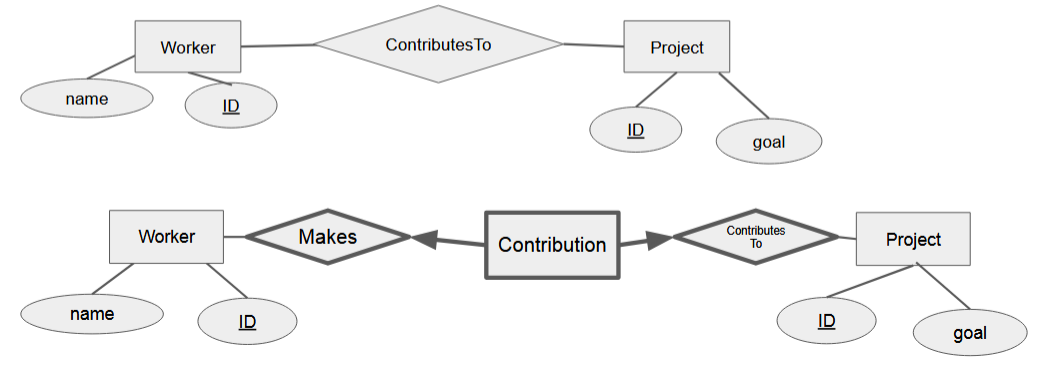 Worker
ContributesTo
Project
name
ID
ID
goal
Worker
Makes
Contribution
Contributes
To
Project
name
ID
ID
goal